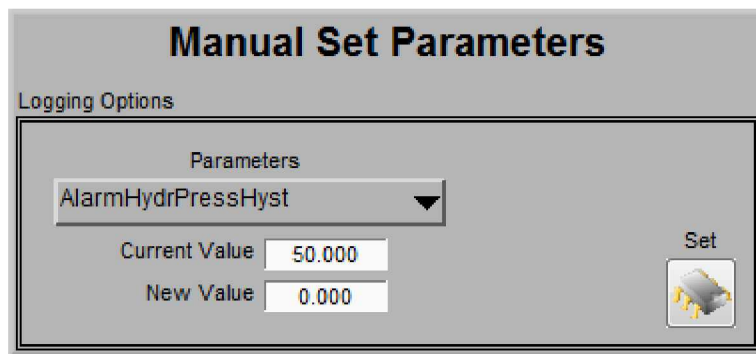 Manual Set Parameters
Logging Options
Parameters
AlarmHydrPressHyst
Current Value 50.000
New Value 0.000
Set